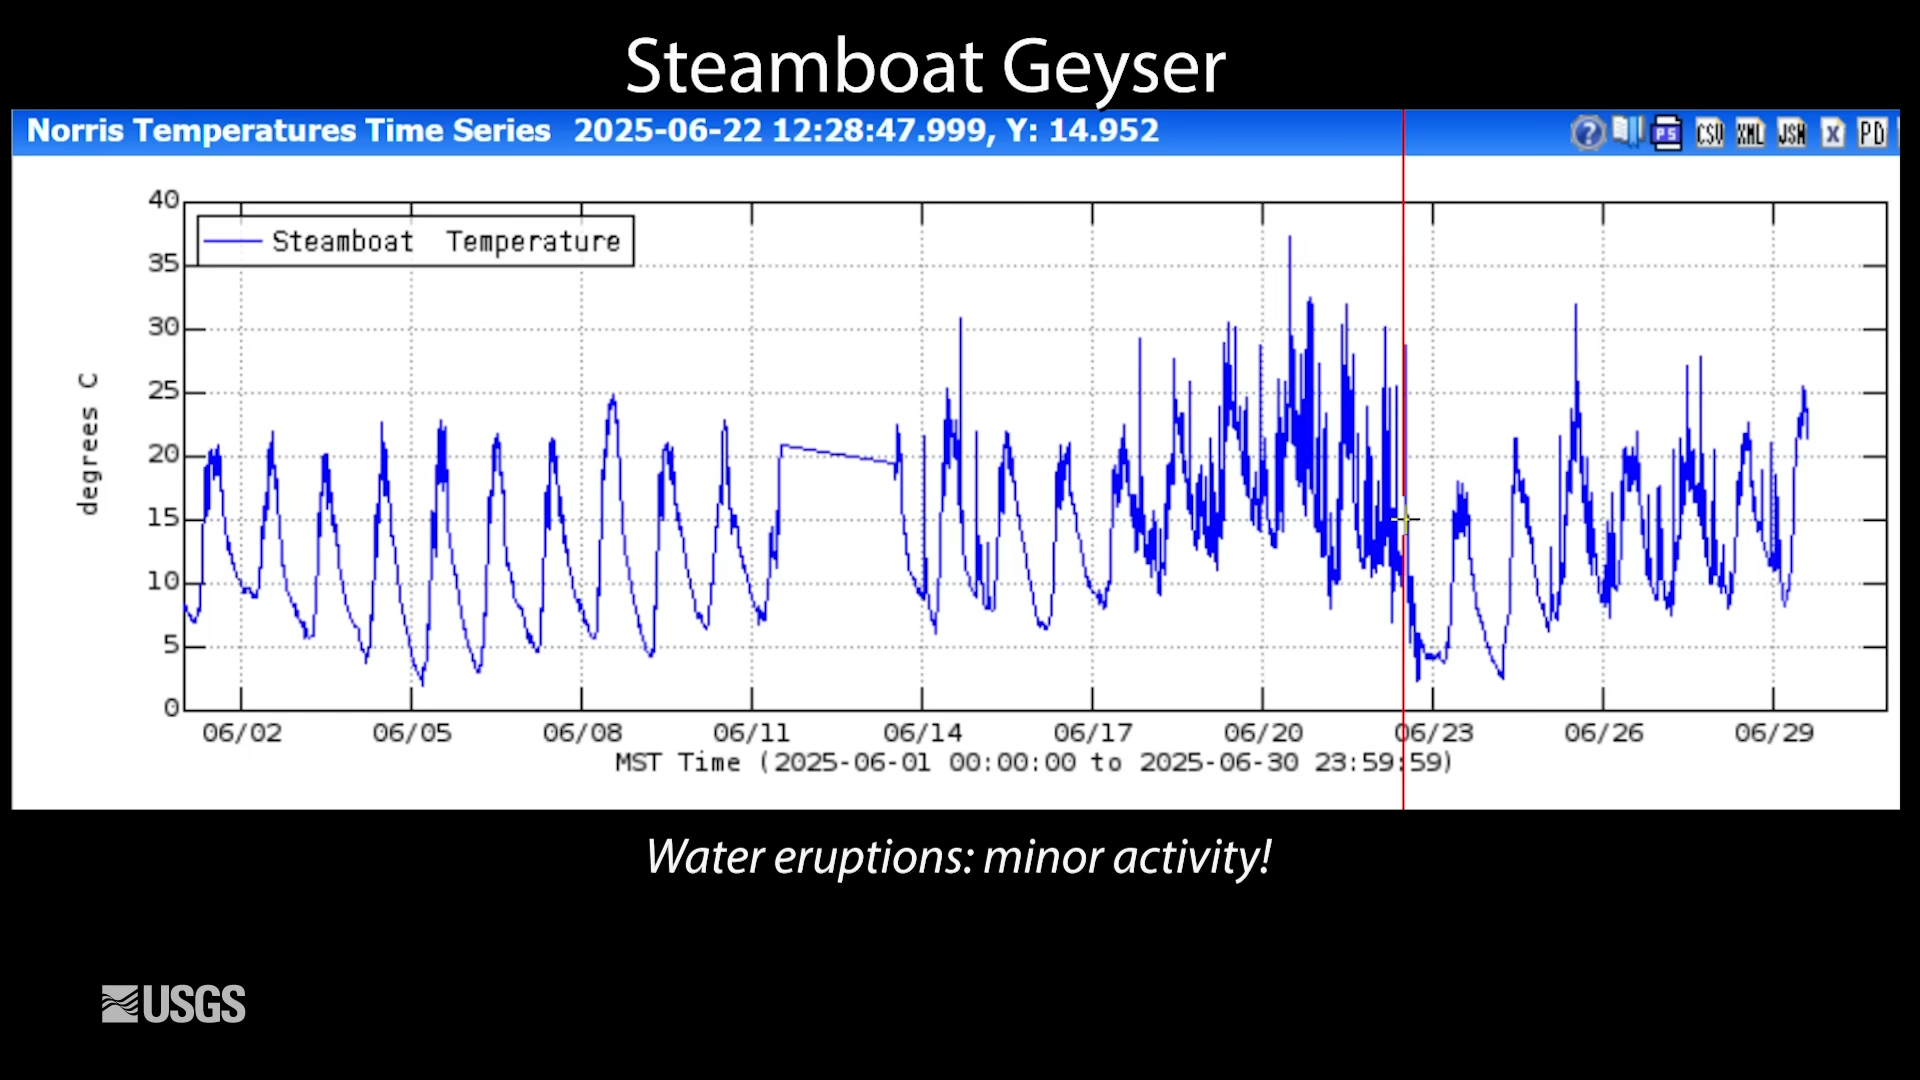 Steamboat Geyser
Norris Temperatures Time Series 2025-06-22 12:28:47.999, Y: 14.952
? PS CSV XML JSN X PD
40
Steamboat Temperature
35
30
25
20
15
10
5
0
degrees C
06/02 06/05 06/08 06/11 06/14 06/17 06/20 06/23 06/26 06/29
MST Time (2025-06-01 00:00:00 to 2025-06-30 23:59:59)
Water eruptions: minor activity!
USGS